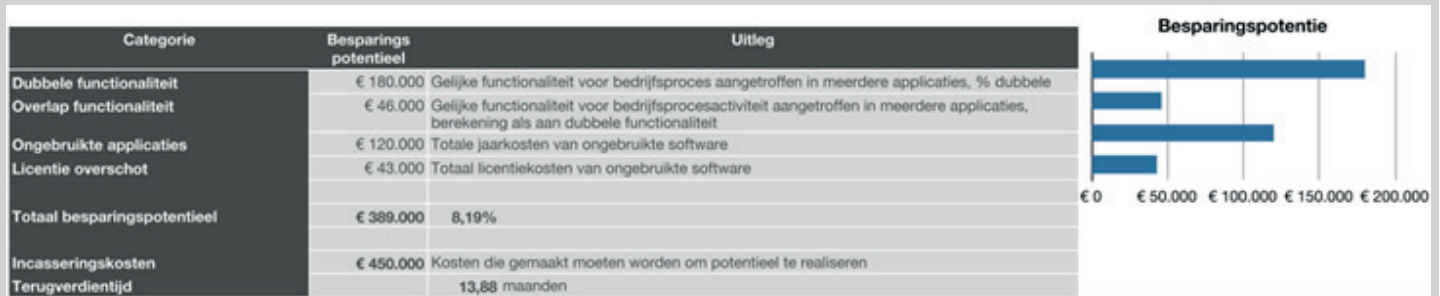 Categorie Besparings potentieel Uitleg
Dubbele functionaliteit € 180.000 Gelijke functionaliteit voor bedrijfsproces aangetroffen in meerdere applicaties, % dubbele
Overlap functionaliteit € 46.000 Gelijke functionaliteit voor bedrijfsprocesactiviteit aangetroffen in meerdere applicaties,
berekening als aan dubbele functionaliteit
Ongebruikte applicaties € 120.000 Totale jaarkosten van ongebruikte software
Licentie overschot € 43.000 Totaal licentiekosten van ongebruikte software
Totaal besparingspotentieel € 389.000 8,19%
Incasseringskosten € 450.000 Kosten die gemaakt moeten worden om potentieel te realiseren
Terugverdientijd 13,88 maanden
Besparingspotentie
€ 0 € 50.000 € 100.000 € 150.000 € 200.000